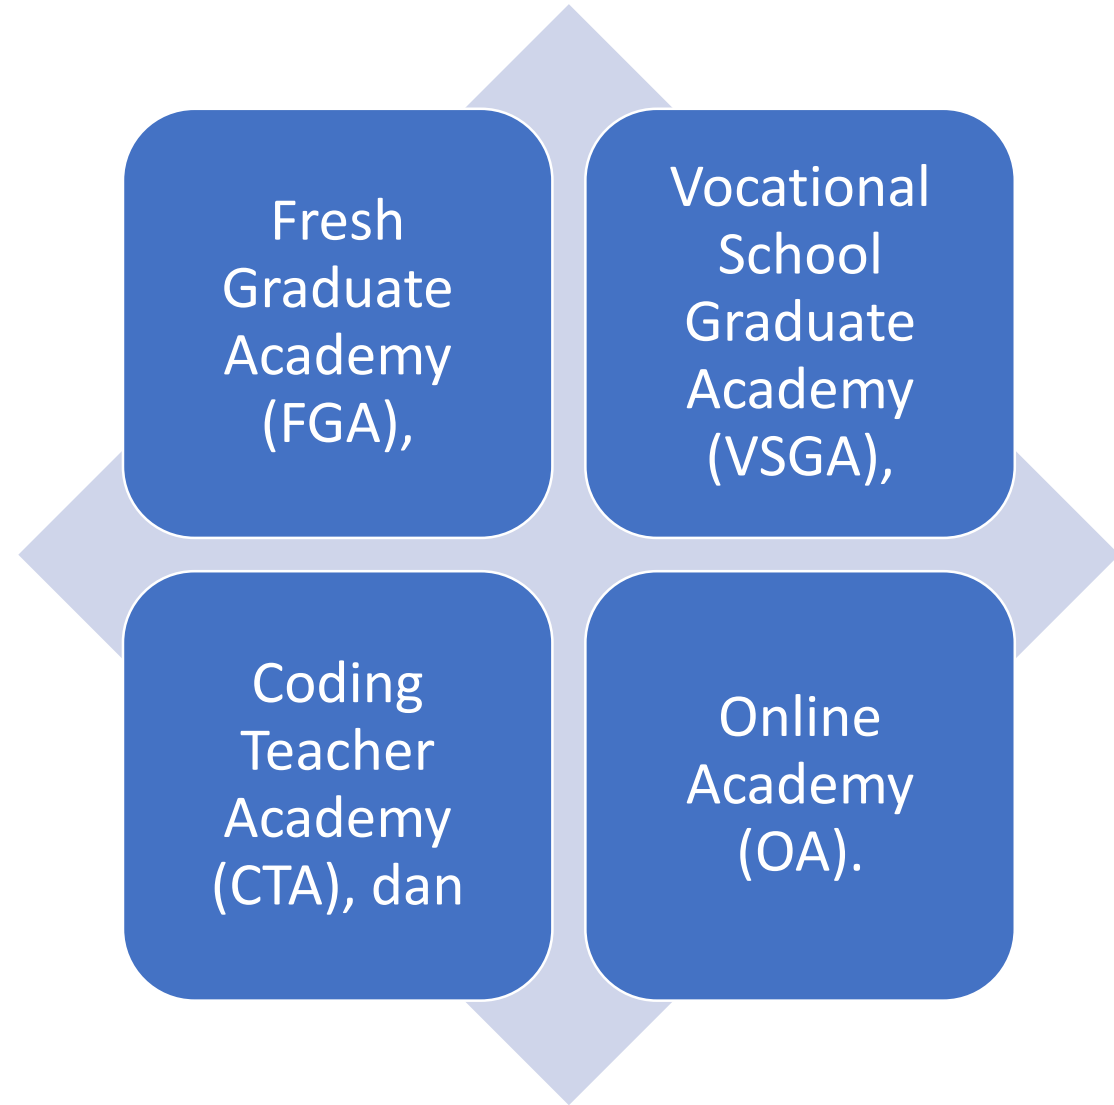 Fresh
Graduate
Academy
(FGA),
Vocational
School
Graduate
Academy
(VSGA),
Coding
Teacher
Academy
(CTA), dan
Online
Academy
(OA).